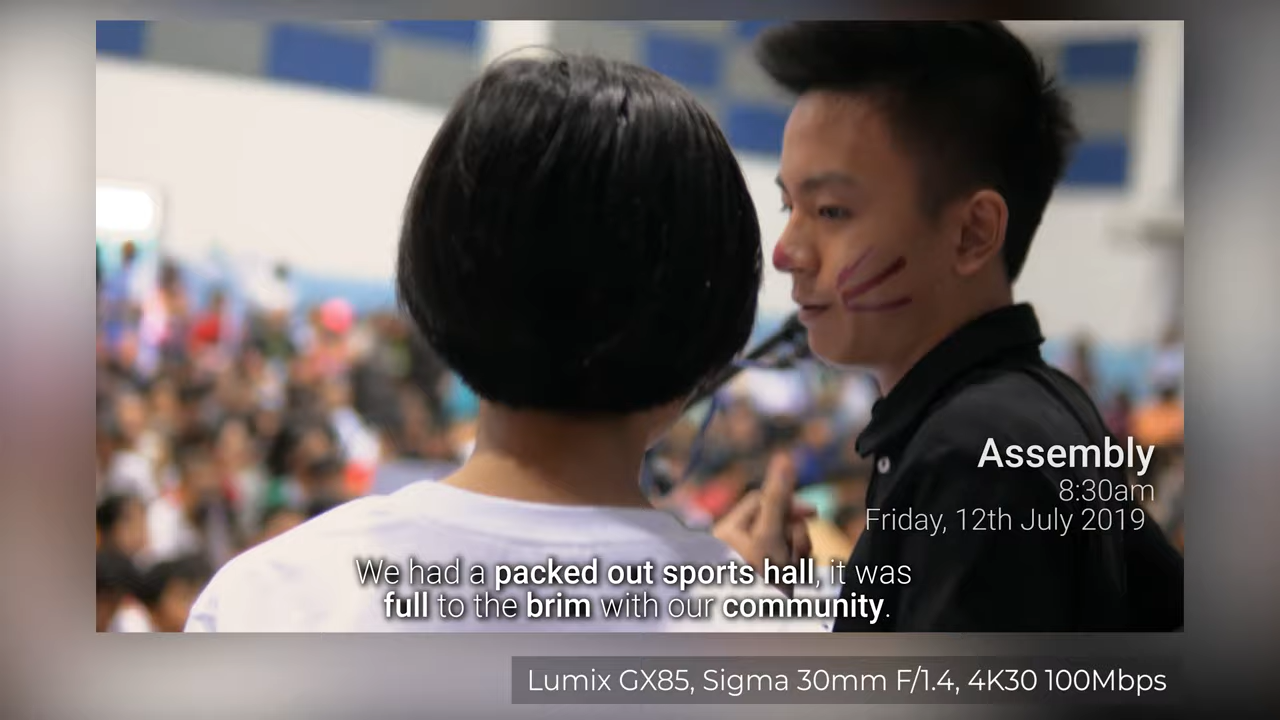 Assembly
8:30am
Friday, 12th July 2019
We had a packed out sports hall, it was
full to the brim with our community.
Lumix GX85, Sigma 30mm F/1.4, 4K30 100Mbps